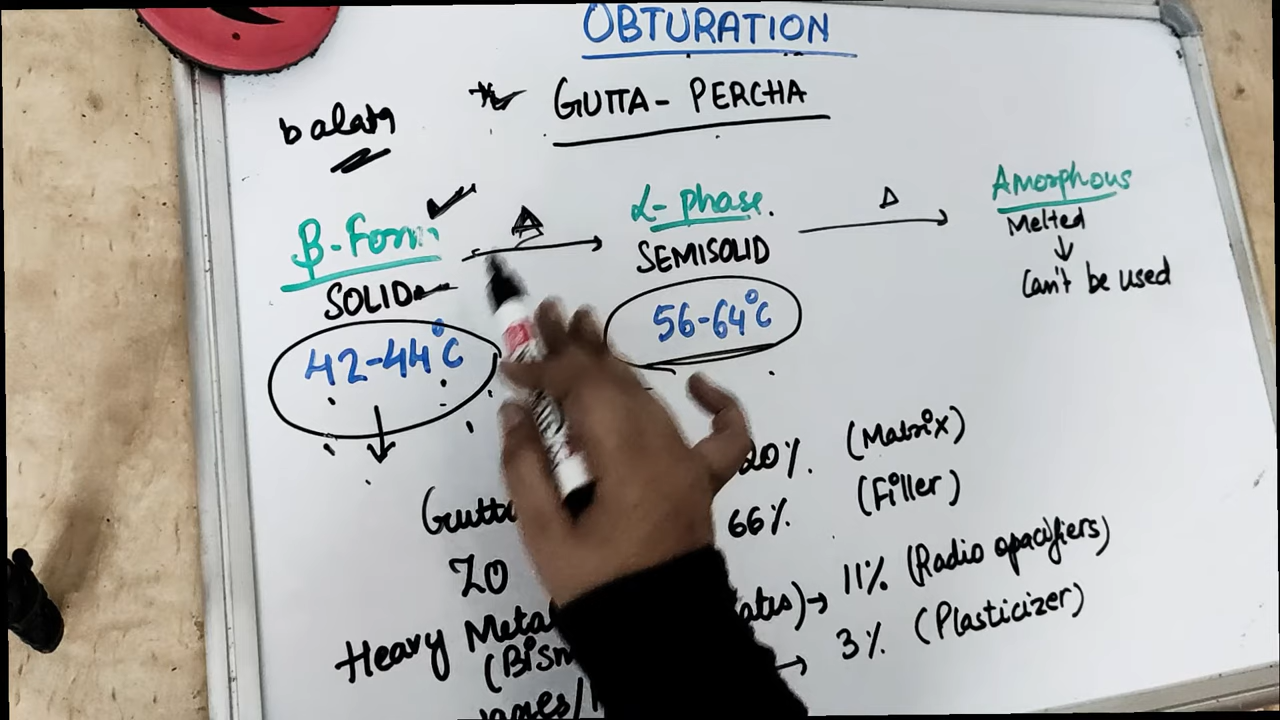 OBTURATION
GUTTA - PERCHA
balata
β-Form
Δ
α-phase.
Δ
Amorphous
SOLID
SEMISOLID
Melted
↓
Can't be used
42-44°C
56-64°C
20% (Matrix)
66% (Filler)
ZO
Heavy
→ 11% (Radio opacifiers)
→ 3% (Plasticizer)